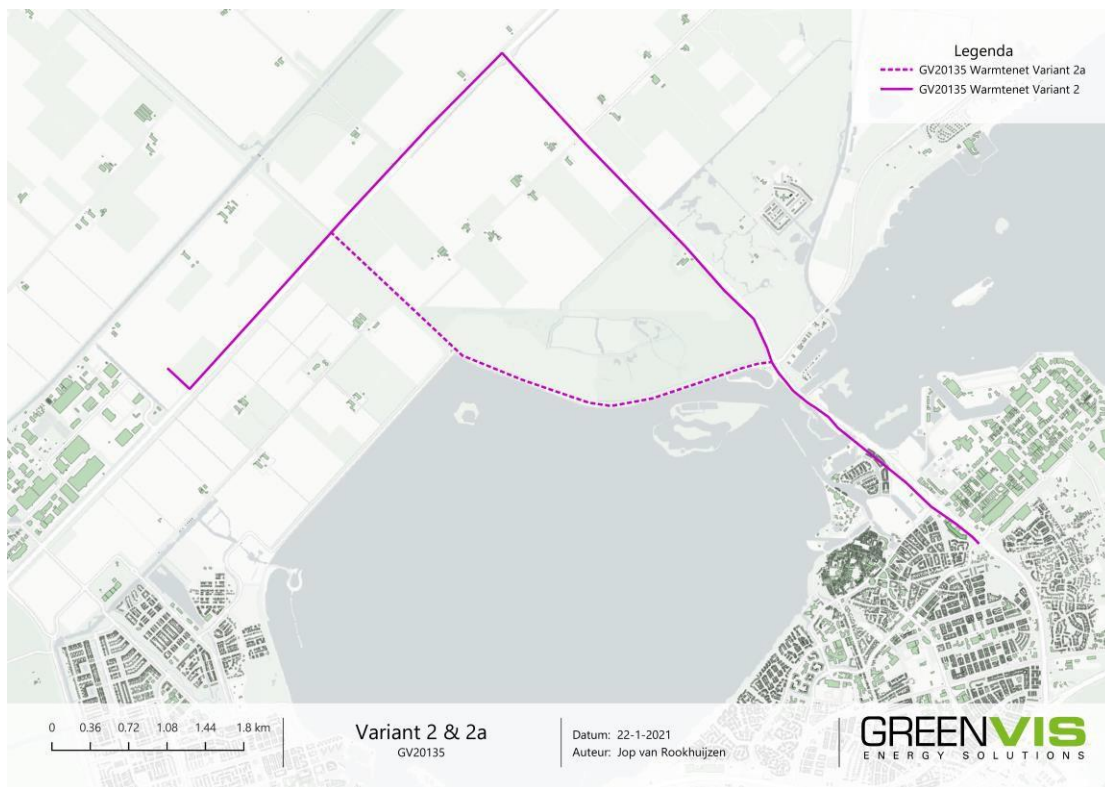 Legenda
GV20135 Warmtenet Variant 2a
GV20135 Warmtenet Variant 2
0 0.36 0.72 1.08 1.44 1.8 km
Variant 2 & 2a
GV20135
Datum: 22-1-2021
Auteur: Jop van Rookhuijzen
GREENVIS
ENERGY SOLUTIONS